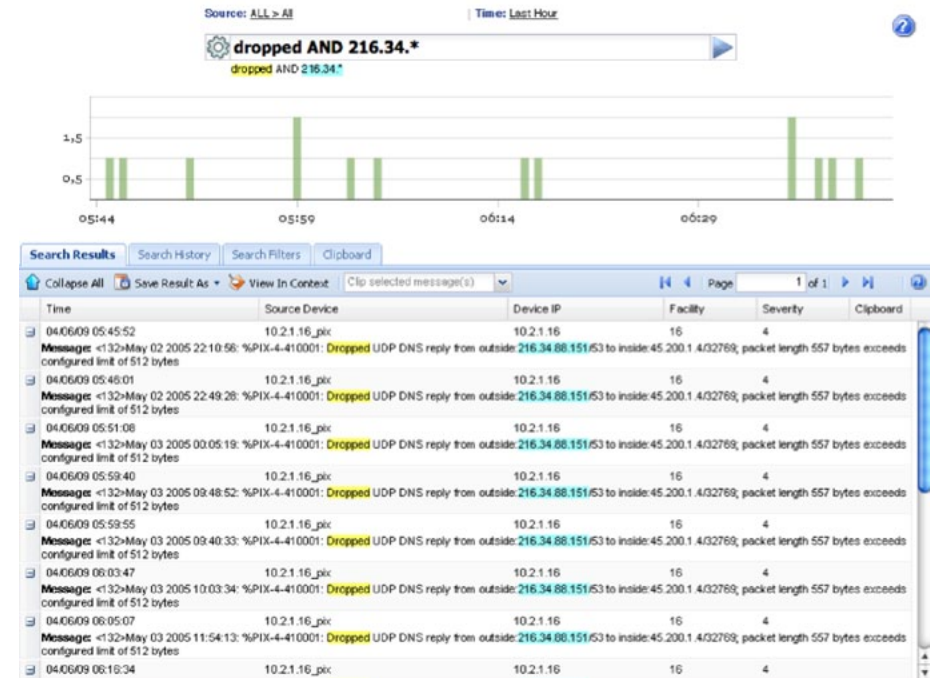 Source: ALL > All
Time: Last Hour
dropped AND 216.34.*
dropped AND 216.34.*
1,5
0,5
05:44 05:59 06:14 06:29
Search Results Search History Search Filters Clipboard
Collapse All Save Result As View In Context Clip selected message(s) Page 1 of 1
Time Source Device Device IP Facility Severity Clipboard
04/06/09 05:45:52 10.2.1.16_pix 10.2.1.16 16 4
Message: <132>May 02 2005 22:10:56: %PIX-4-410001: Dropped UDP DNS reply from outside:216.34.88.151/53 to inside:45.200.1.4/32769; packet length 557 bytes exceeds
configured limit of 512 bytes
04/06/09 05:46:01 10.2.1.16_pix 10.2.1.16 16 4
Message: <132>May 02 2005 22:49:28: %PIX-4-410001: Dropped UDP DNS reply from outside:216.34.88.151/53 to inside:45.200.1.4/32769; packet length 557 bytes exceeds
configured limit of 512 bytes
04/06/09 05:51:08 10.2.1.16_pix 10.2.1.16 16 4
Message: <132>May 03 2005 00:05:19: %PIX-4-410001: Dropped UDP DNS reply from outside:216.34.88.151/53 to inside:45.200.1.4/32769; packet length 557 bytes exceeds
configured limit of 512 bytes
04/06/09 05:59:40 10.2.1.16_pix 10.2.1.16 16 4
Message: <132>May 03 2005 09:48:52: %PIX-4-410001: Dropped UDP DNS reply from outside:216.34.88.151/53 to inside:45.200.1.4/32769; packet length 557 bytes exceeds
configured limit of 512 bytes
04/06/09 05:59:55 10.2.1.16_pix 10.2.1.16 16 4
Message: <132>May 03 2005 09:40:33: %PIX-4-410001: Dropped UDP DNS reply from outside:216.34.88.151/53 to inside:45.200.1.4/32769; packet length 557 bytes exceeds
configured limit of 512 bytes
04/06/09 06:03:47 10.2.1.16_pix 10.2.1.16 16 4
Message: <132>May 03 2005 10:03:34: %PIX-4-410001: Dropped UDP DNS reply from outside:216.34.88.151/53 to inside:45.200.1.4/32769; packet length 557 bytes exceeds
configured limit of 512 bytes
04/06/09 06:05:07 10.2.1.16_pix 10.2.1.16 16 4
Message: <132>May 03 2005 11:54:13: %PIX-4-410001: Dropped UDP DNS reply from outside:216.34.88.151/53 to inside:45.200.1.4/32769; packet length 557 bytes exceeds
configured limit of 512 bytes
04/06/09 06:16:34 10.2.1.16_pix 10.2.1.16 16 4